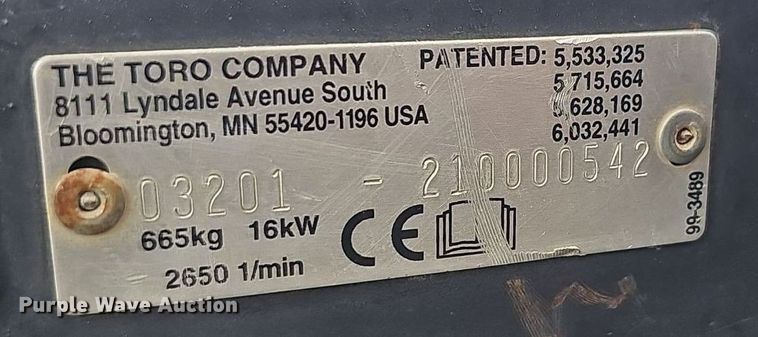 THE TORO COMPANY
8111 Lyndale Avenue South
Bloomington, MN 55420-1196 USA
PATENTED: 5,533,325
5,715,664
5,628,169
6,032,441
03201 - 210000542
665kg 16kW
2650 1/min
CE
99-3489
Purple Wave Auction